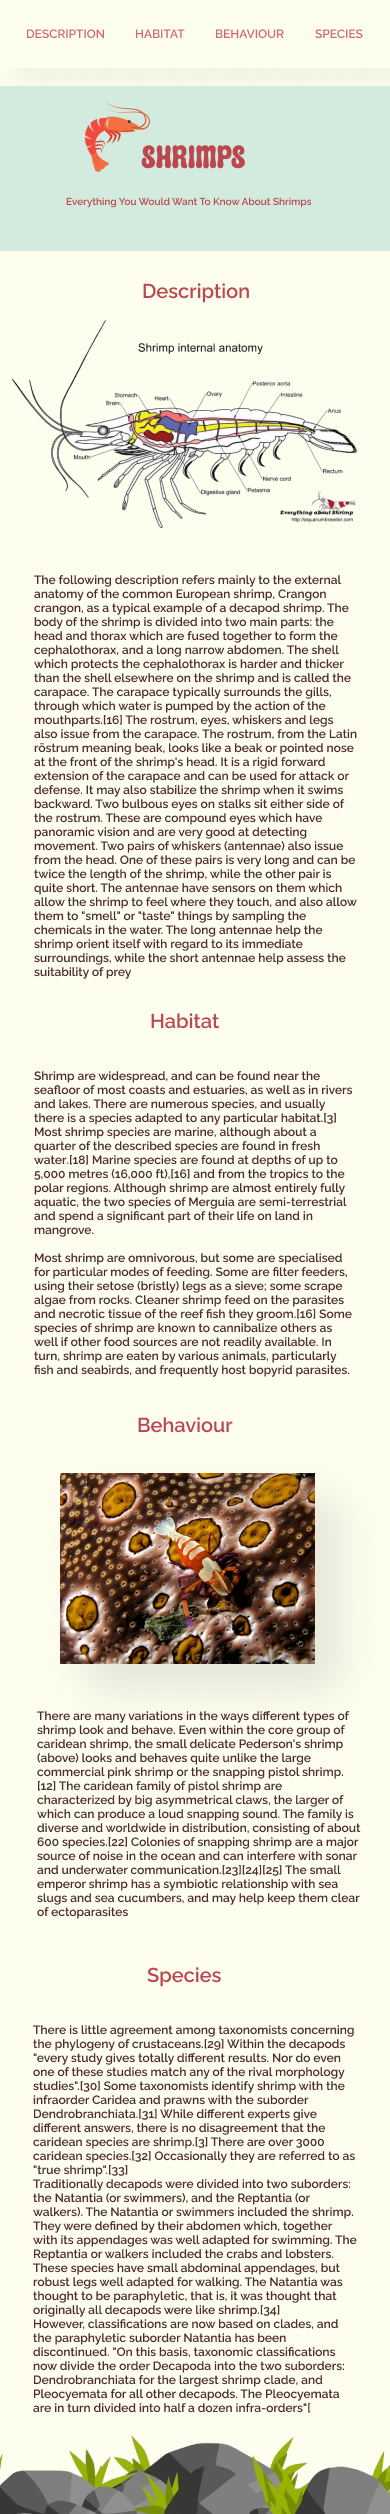 DESCRIPTION HABITAT BEHAVIOUR SPECIES
SHRIMPS
Everything You Would Want To Know About Shrimps
Description
Shrimp internal anatomy
Posterior aorta
Stomach Heart Ovary Intestine
Brain
Anus
Mouth
Rectum
Nerve cord
Digestive gland Petasma
Everything about Shrimp
http://aquariumbreeder.com
The following description refers mainly to the external
anatomy of the common European shrimp, Crangon
crangon, as a typical example of a decapod shrimp. The
body of the shrimp is divided into two main parts: the
head and thorax which are fused together to form the
cephalothorax, and a long narrow abdomen. The shell
which protects the cephalothorax is harder and thicker
than the shell elsewhere on the shrimp and is called the
carapace. The carapace typically surrounds the gills,
through which water is pumped by the action of the
mouthparts.[16] The rostrum, eyes, whiskers and legs
also issue from the carapace. The rostrum, from the Latin
rōstrum meaning beak, looks like a beak or pointed nose
at the front of the shrimp's head. It is a rigid forward
extension of the carapace and can be used for attack or
defense. It may also stabilize the shrimp when it swims
backward. Two bulbous eyes on stalks sit either side of
the rostrum. These are compound eyes which have
panoramic vision and are very good at detecting
movement. Two pairs of whiskers (antennae) also issue
from the head. One of these pairs is very long and can be
twice the length of the shrimp, while the other pair is
quite short. The antennae have sensors on them which
allow the shrimp to feel where they touch, and also allow
them to "smell" or "taste" things by sampling the
chemicals in the water. The long antennae help the
shrimp orient itself with regard to its immediate
surroundings, while the short antennae help assess the
suitability of prey
Habitat
Shrimp are widespread, and can be found near the
seafloor of most coasts and estuaries, as well as in rivers
and lakes. There are numerous species, and usually
there is a species adapted to any particular habitat.[3]
Most shrimp species are marine, although about a
quarter of the described species are found in fresh
water.[18] Marine species are found at depths of up to
5,000 metres (16,000 ft),[16] and from the tropics to the
polar regions. Although shrimp are almost entirely fully
aquatic, the two species of Merguia are semi-terrestrial
and spend a significant part of their life on land in
mangrove.
Most shrimp are omnivorous, but some are specialised
for particular modes of feeding. Some are filter feeders,
using their setose (bristly) legs as a sieve; some scrape
algae from rocks. Cleaner shrimp feed on the parasites
and necrotic tissue of the reef fish they groom.[16] Some
species of shrimp are known to cannibalize others as
well if other food sources are not readily available. In
turn, shrimp are eaten by various animals, particularly
fish and seabirds, and frequently host bopyrid parasites.
Behaviour
There are many variations in the ways different types of
shrimp look and behave. Even within the core group of
caridean shrimp, the small delicate Pederson's shrimp
(above) looks and behaves quite unlike the large
commercial pink shrimp or the snapping pistol shrimp.
[12] The caridean family of pistol shrimp are
characterized by big asymmetrical claws, the larger of
which can produce a loud snapping sound. The family is
diverse and worldwide in distribution, consisting of about
600 species.[22] Colonies of snapping shrimp are a major
source of noise in the ocean and can interfere with sonar
and underwater communication.[23][24][25] The small
emperor shrimp has a symbiotic relationship with sea
slugs and sea cucumbers, and may help keep them clear
of ectoparasites
Species
There is little agreement among taxonomists concerning
the phylogeny of crustaceans.[29] Within the decapods
"every study gives totally different results. Nor do even
one of these studies match any of the rival morphology
studies".[30] Some taxonomists identify shrimp with the
infraorder Caridea and prawns with the suborder
Dendrobranchiata.[31] While different experts give
different answers, there is no disagreement that the
caridean species are shrimp.[3] There are over 3000
caridean species.[32] Occasionally they are referred to as
"true shrimp".[33]
Traditionally decapods were divided into two suborders:
the Natantia (or swimmers), and the Reptantia (or
walkers). The Natantia or swimmers included the shrimp.
They were defined by their abdomen which, together
with its appendages was well adapted for swimming. The
Reptantia or walkers included the crabs and lobsters.
These species have small abdominal appendages, but
robust legs well adapted for walking. The Natantia was
thought to be paraphyletic, that is, it was thought that
originally all decapods were like shrimp.[34]
However, classifications are now based on clades, and
the paraphyletic suborder Natantia has been
discontinued. "On this basis, taxonomic classifications
now divide the order Decapoda into the two suborders:
Dendrobranchiata for the largest shrimp clade, and
Pleocyemata for all other decapods. The Pleocyemata
are in turn divided into half a dozen infra-orders"[